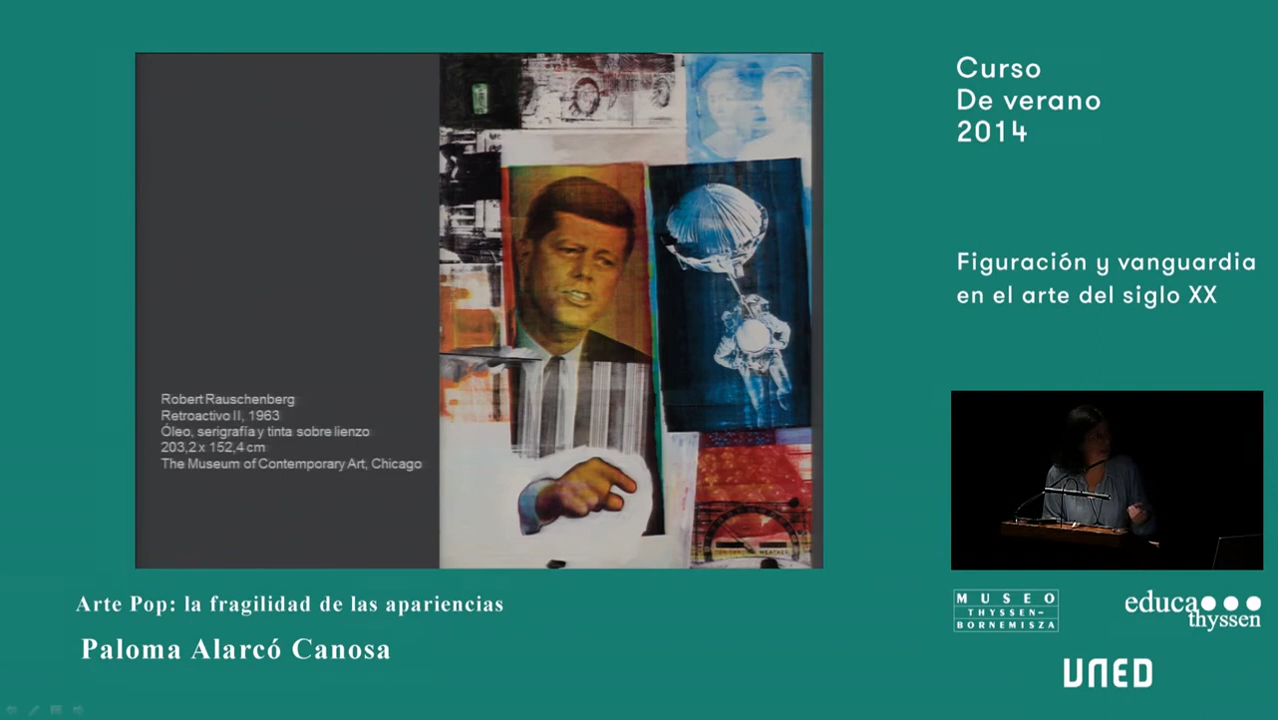 Robert Rauschenberg
Retroactivo II, 1963
Óleo, serigrafía y tinta sobre lienzo
203,2 x 152,4 cm
The Museum of Contemporary Art, Chicago
Arte Pop: la fragilidad de las apariencias
Paloma Alarcó Canosa
Curso
De verano
2014
Figuración y vanguardia
en el arte del siglo XX
MUSEO
THYSSEN-
BORNEMISZA
educa
thyssen
UNED
WEATHER